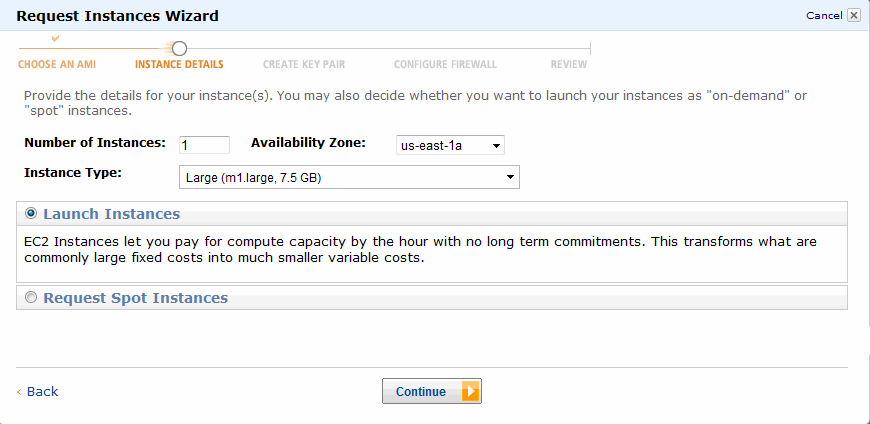 Request Instances Wizard
Cancel
CHOOSE AN AMI INSTANCE DETAILS CREATE KEY PAIR CONFIGURE FIREWALL REVIEW
Provide the details for your instance(s). You may also decide whether you want to launch your instances as "on-demand" or
"spot" instances.
Number of Instances: 1 Availability Zone: us-east-1a
Instance Type: Large (m1.large, 7.5 GB)
Launch Instances
EC2 Instances let you pay for compute capacity by the hour with no long term commitments. This transforms what are
commonly large fixed costs into much smaller variable costs.
Request Spot Instances
‹ Back
Continue